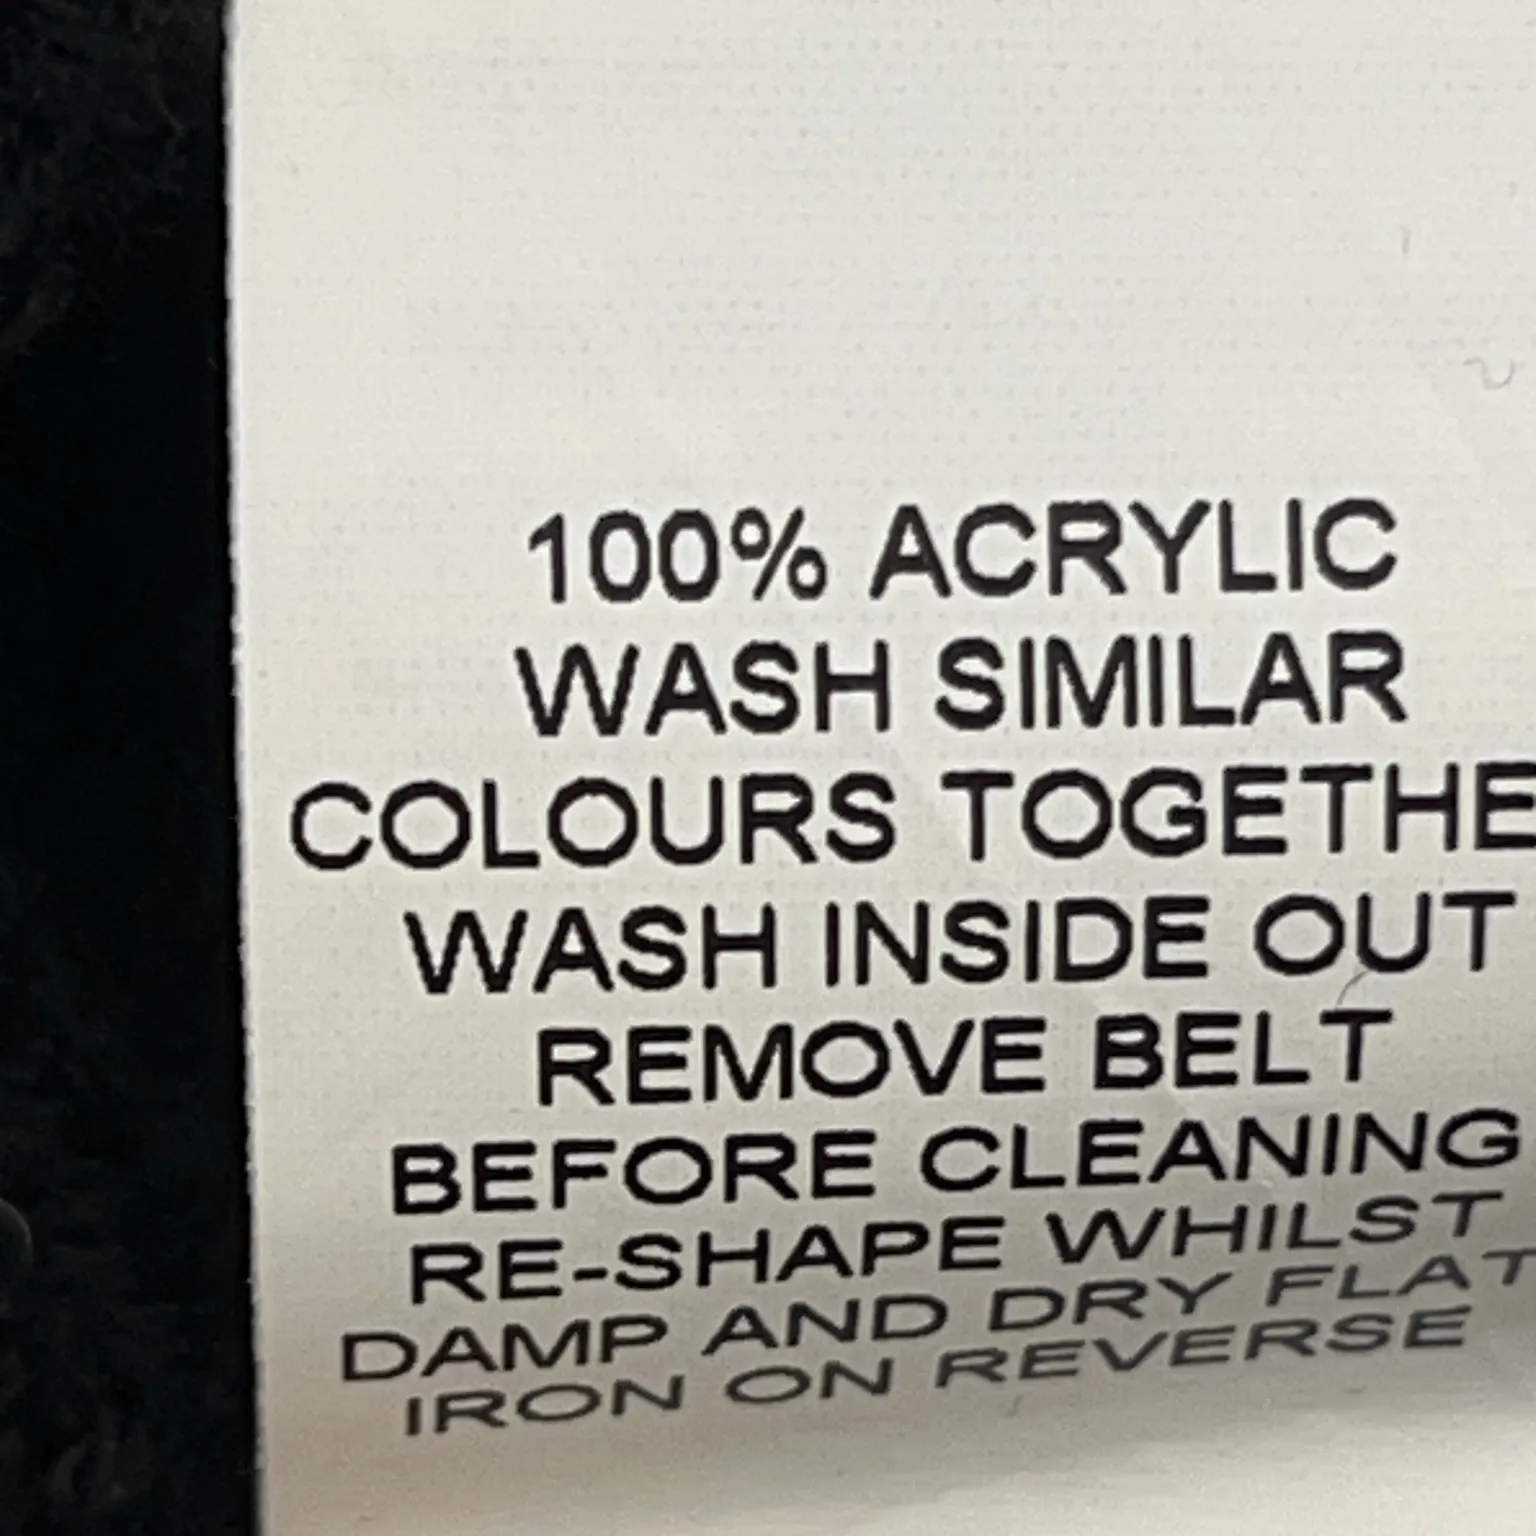 100% ACRYLIC
WASH SIMILAR
COLOURS TOGETHE
WASH INSIDE OUT
REMOVE BELT
BEFORE CLEANING
RE-SHAPE WHILST
DAMP AND DRY FLAT
IRON ON REVERSE